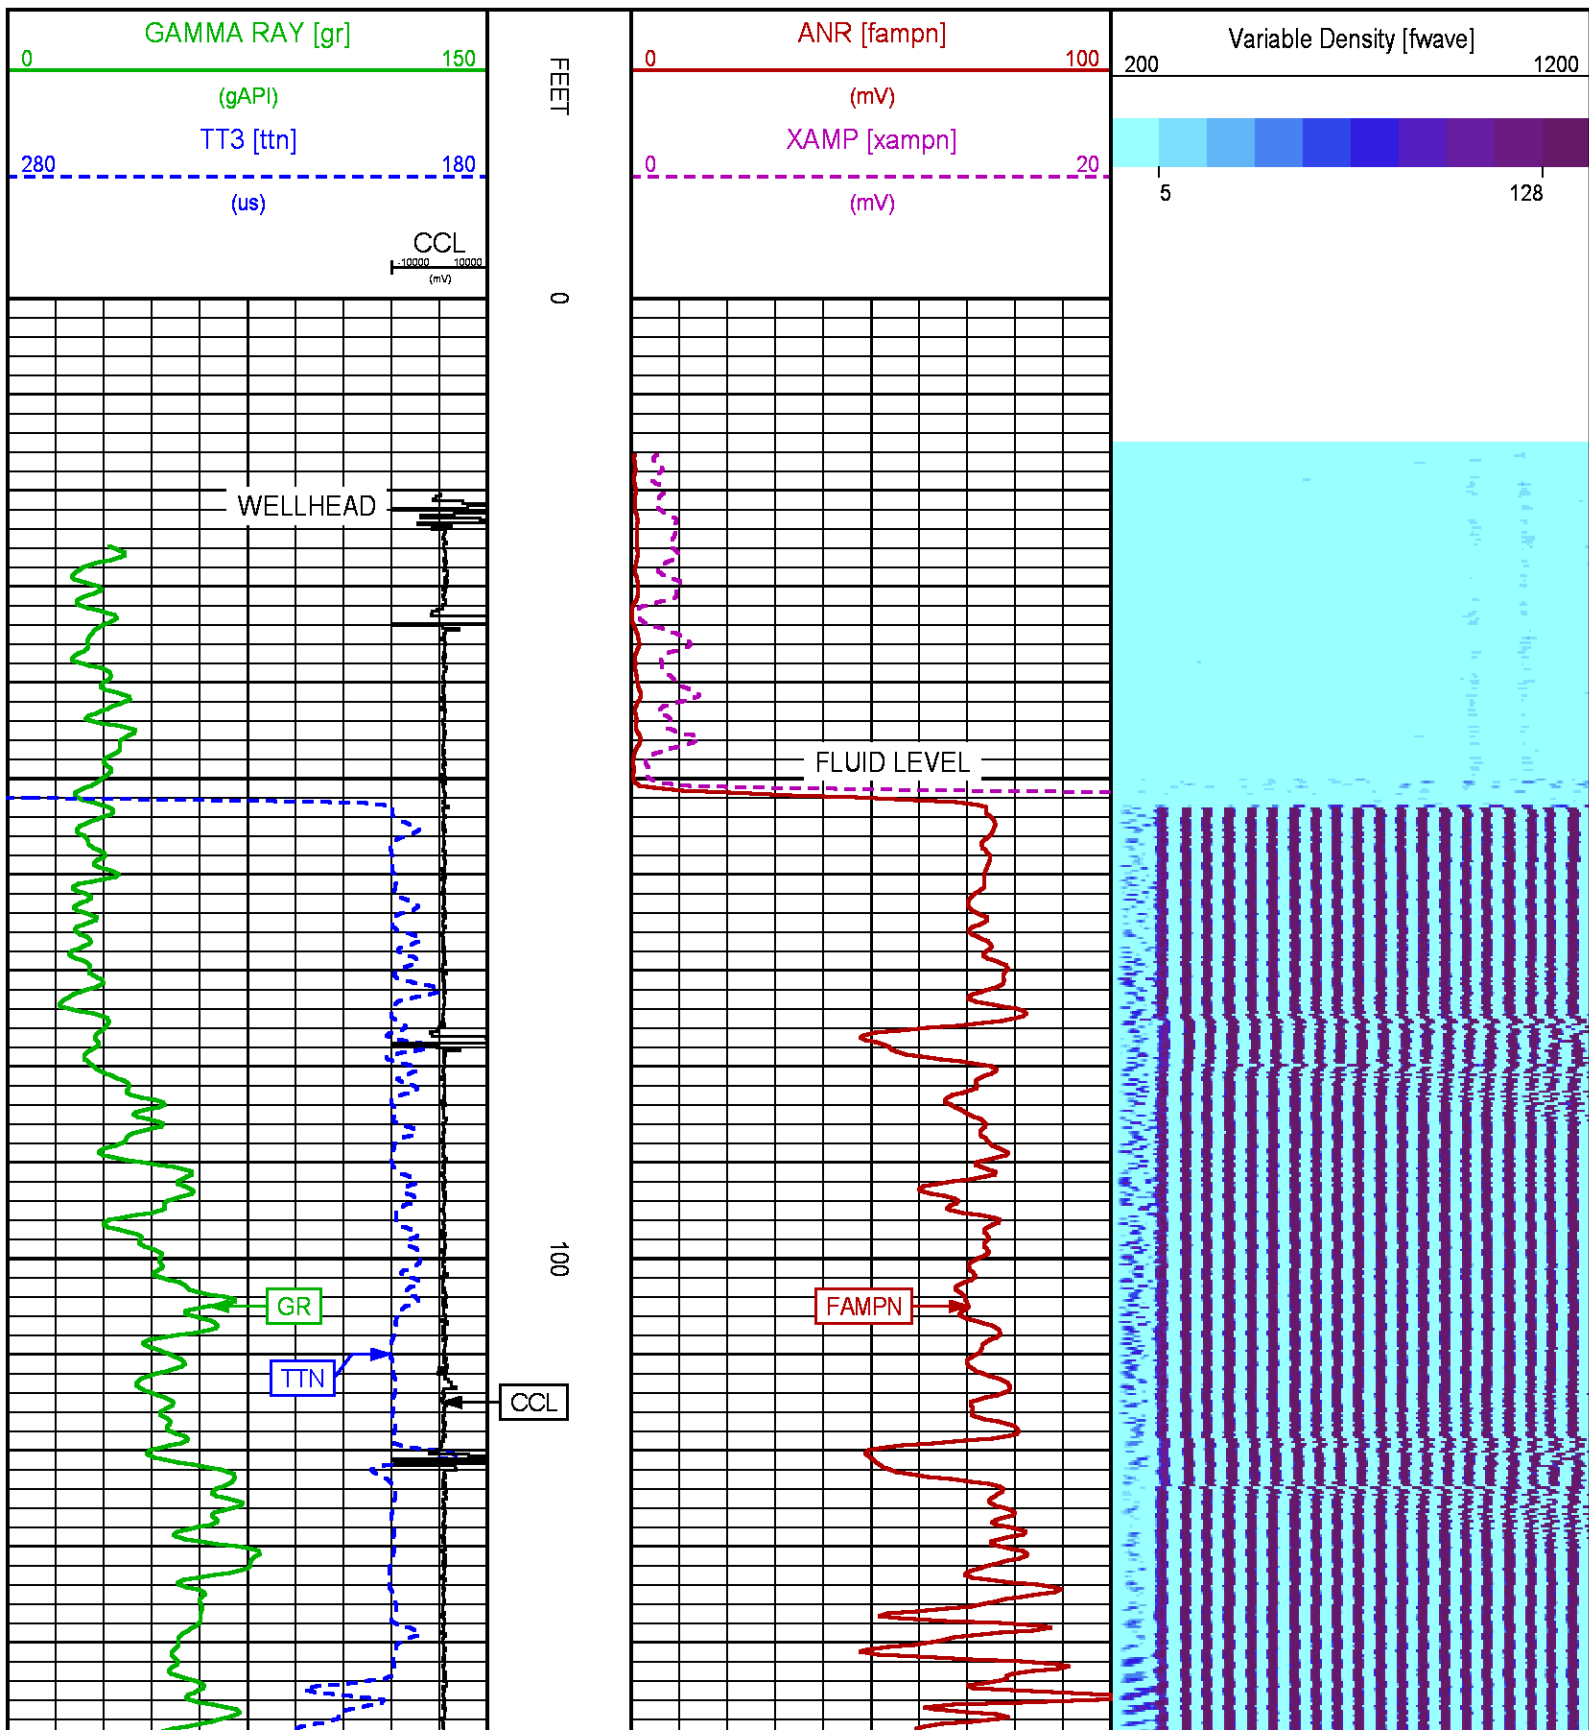 GAMMA RAY [gr]
0 150
(gAPI)
TT3 [ttn]
280 180
(us)
CCL
-10000 10000
(mV)
FEET
ANR [fampn]
0 100
(mV)
XAMP [xampn]
0 20
(mV)
Variable Density [fwave]
200 1200
5 128
0
WELLHEAD
FLUID LEVEL
100
GR
FAMPN
TTN
CCL